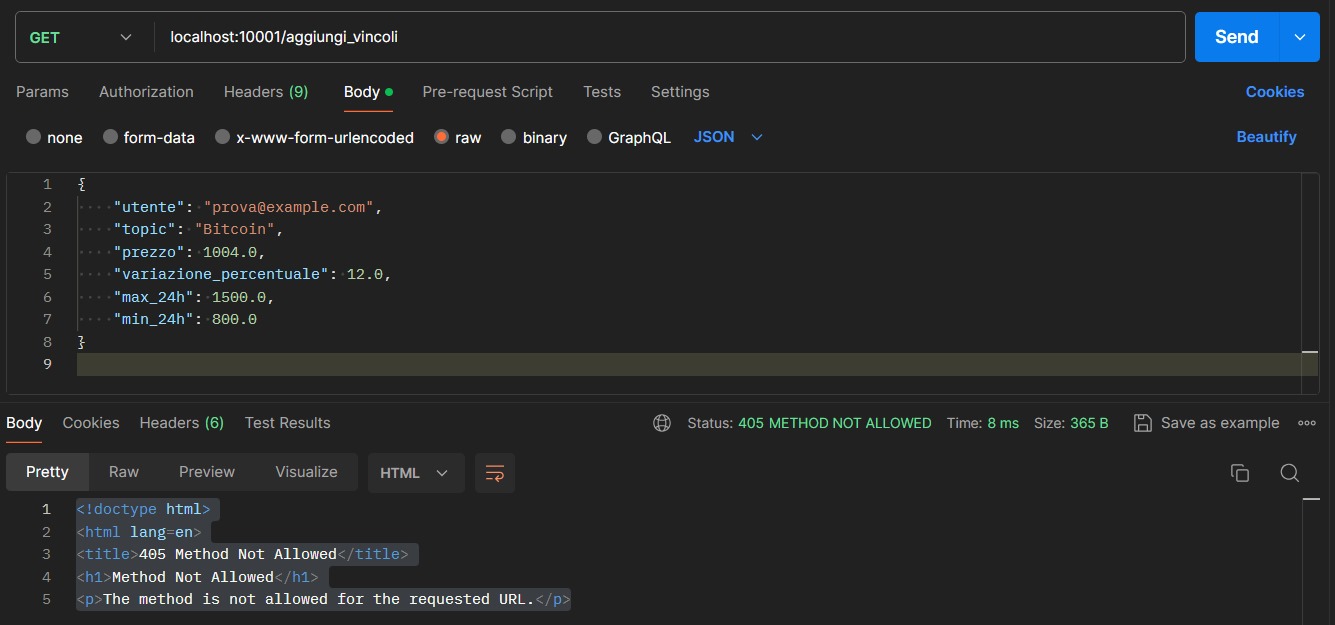 GET localhost:10001/aggiungi_vincoli Send
Params Authorization Headers (9) Body Pre-request Script Tests Settings Cookies
none form-data x-www-form-urlencoded raw binary GraphQL JSON Beautify
1 {
2 "utente": "prova@example.com",
3 "topic": "Bitcoin",
4 "prezzo": 1004.0,
5 "variazione_percentuale": 12.0,
6 "max_24h": 1500.0,
7 "min_24h": 800.0
8 }
9
Body Cookies Headers (6) Test Results Status: 405 METHOD NOT ALLOWED Time: 8 ms Size: 365 B Save as example
Pretty Raw Preview Visualize HTML
1 <!doctype html>
2 <html lang=en>
3 <title>405 Method Not Allowed</title>
4 <h1>Method Not Allowed</h1>
5 <p>The method is not allowed for the requested URL.</p>